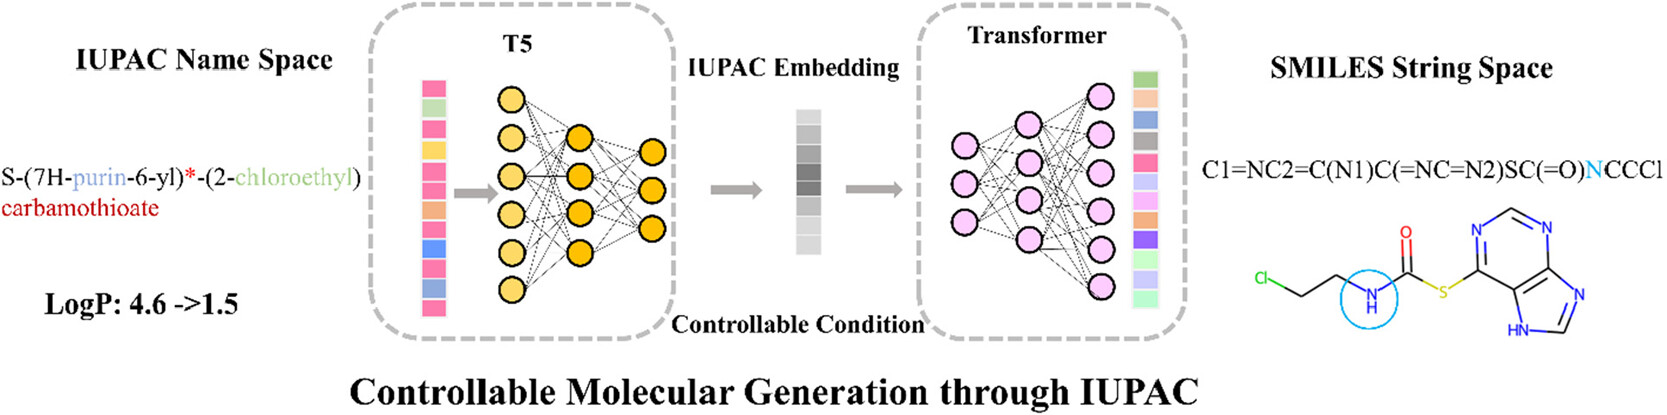 IUPAC Name Space
S-(7H-purin-6-yl)*-(2-chloroethyl)
carbamothioate
LogP: 4.6 ->1.5
T5
IUPAC Embedding
Controllable Condition
Transformer
SMILES String Space
C1=NC2=C(N1)C(=NC=N2)SC(=O)NCCCl
Cl
N
H
O
S
N
N
N
HN
Controllable Molecular Generation through IUPAC